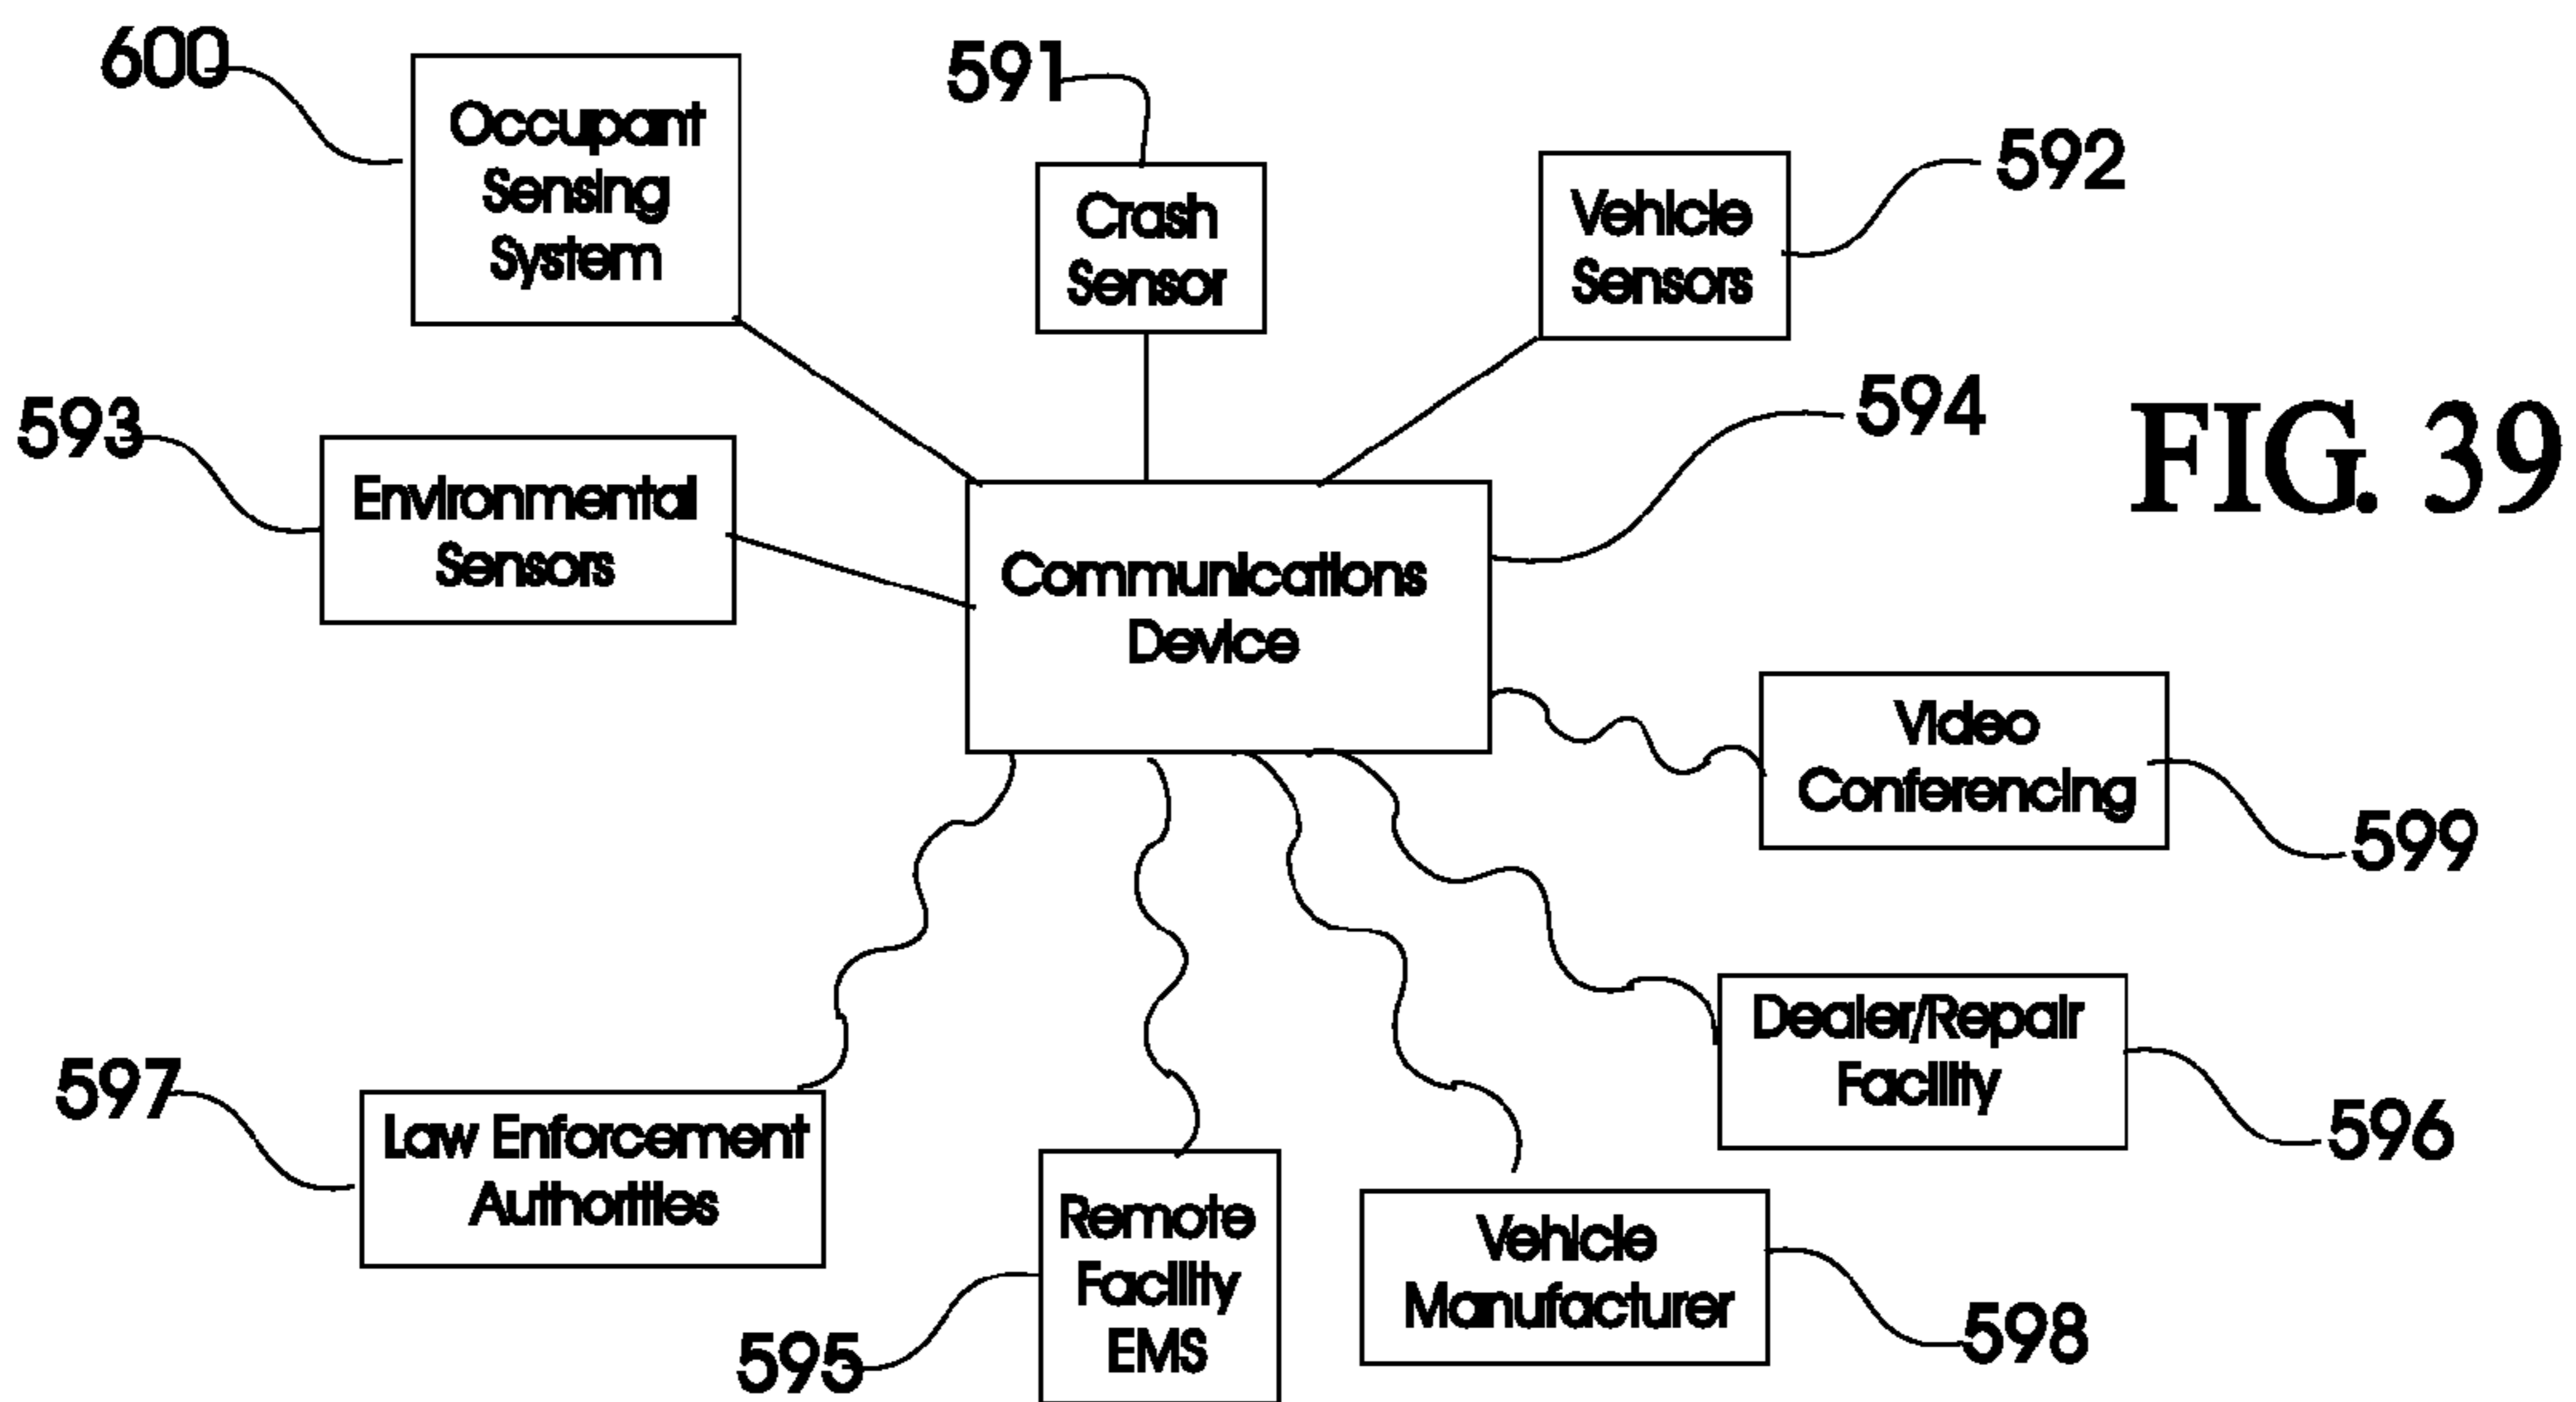 600
Occupant
Sensing
System
591
Crash
Sensor
Vehicle
Sensors
592
593
Environmental
Sensors
594
FIG. 39
Communications
Device
Video
Conferencing
599
Dealer/Repair
Facility
596
597
Law Enforcement
Authorities
Remote
Facility
EMS
595
Vehicle
Manufacturer
598